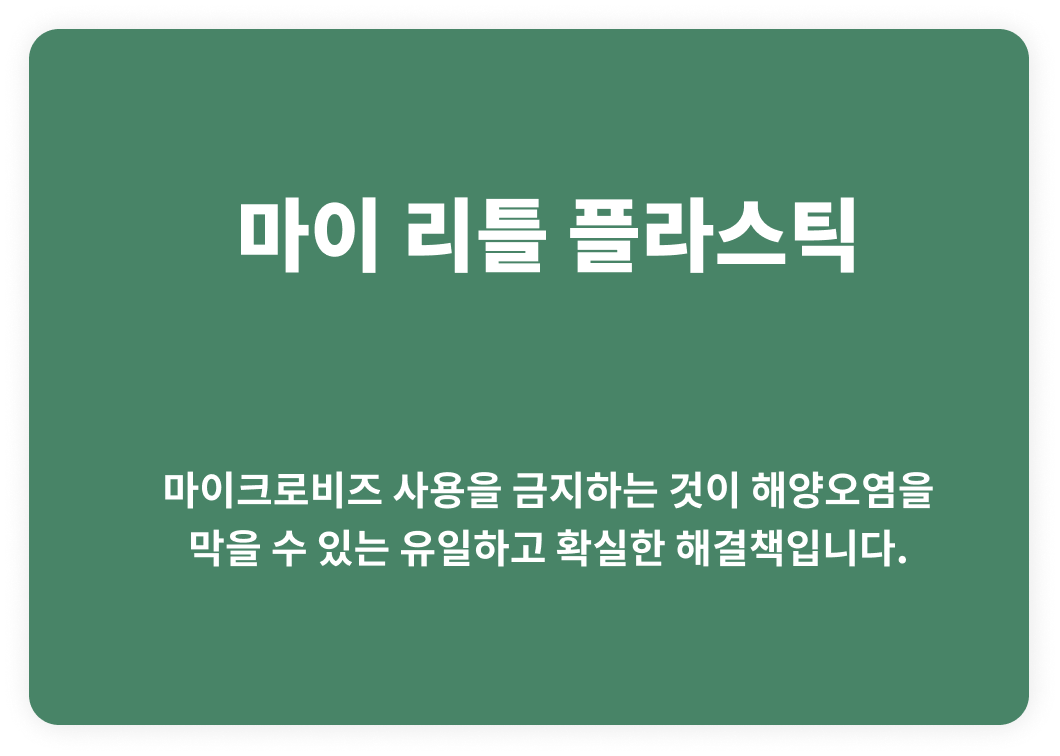 마이 리틀 플라스틱
마이크로비즈 사용을 금지하는 것이 해양오염을
막을 수 있는 유일하고 확실한 해결책입니다.